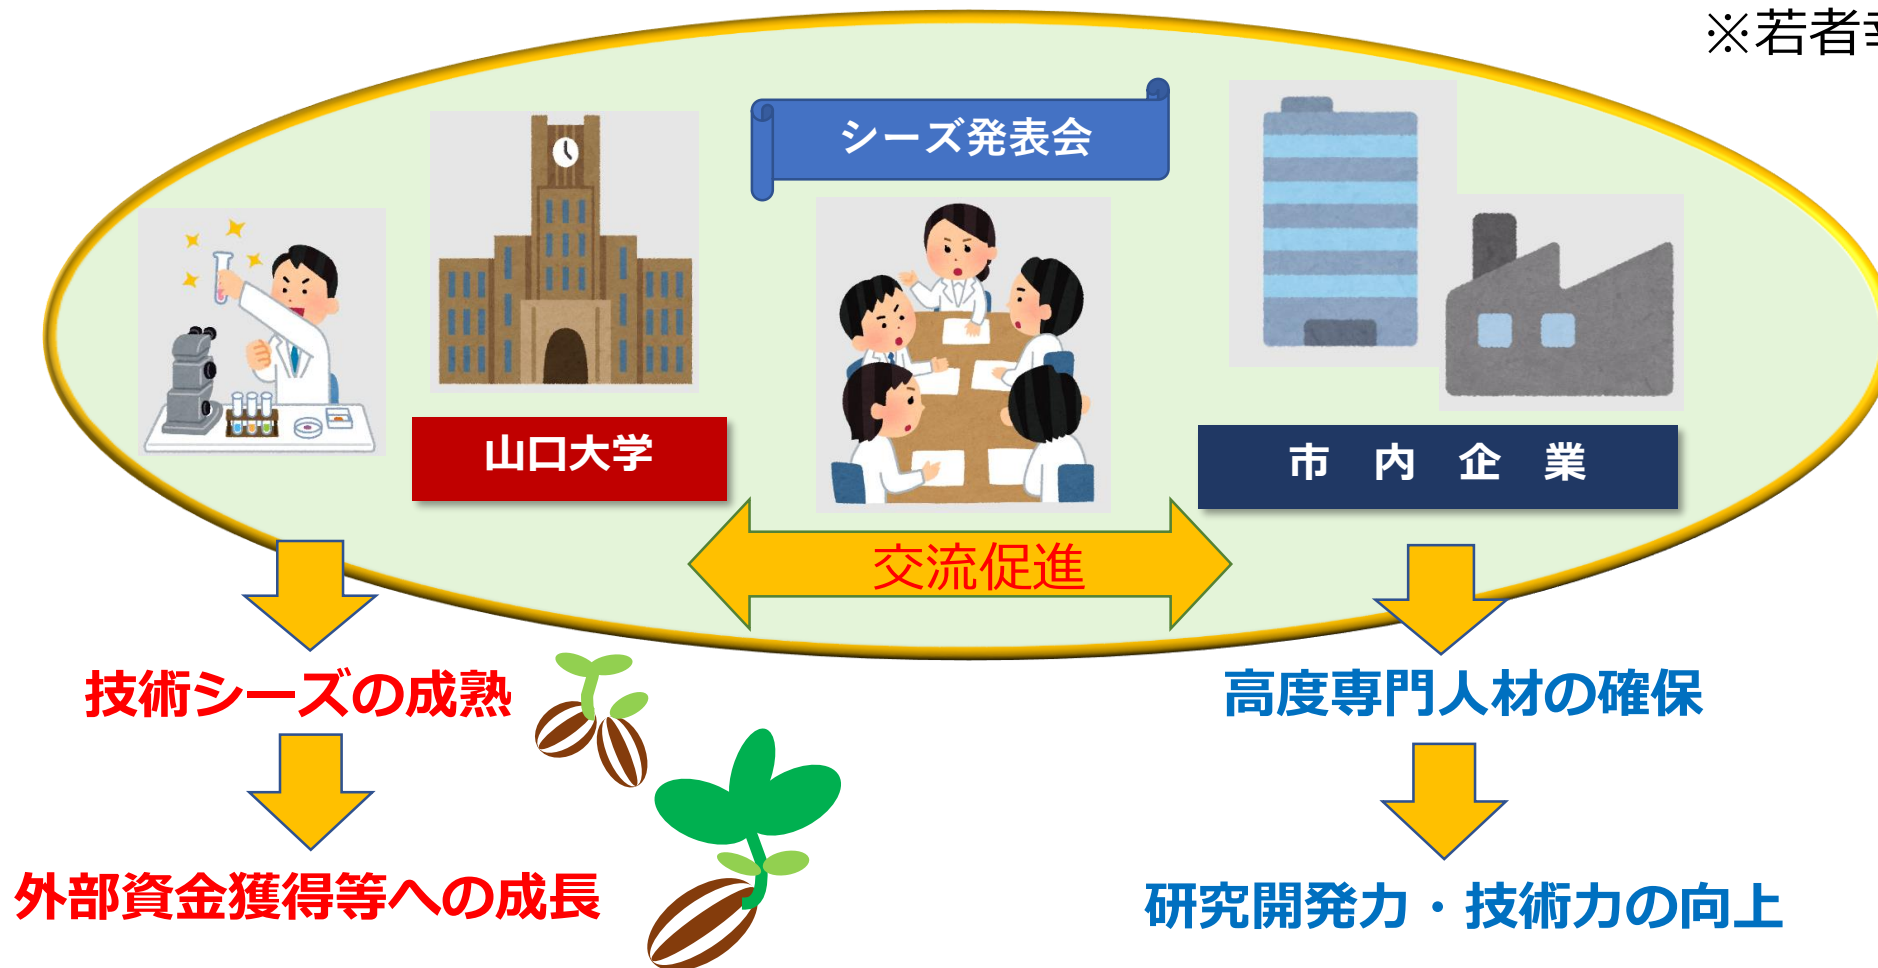 ※若者
シーズ発表会
山口大学
市内企業
交流促進
技術シーズの成熟
高度専門人材の確保
外部資金獲得等への成長
研究開発力・技術力の向上